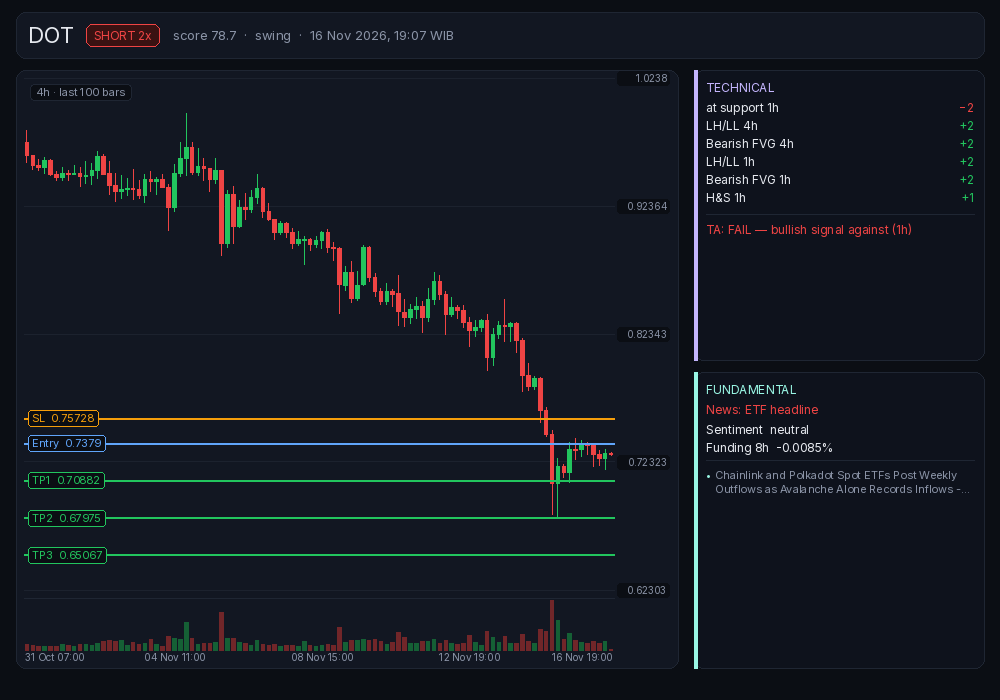 DOT SHORT 2x score 78.7 · swing · 16 Nov 2026, 19:07 WIB
4h · last 100 bars
1.0238
0.92364
0.82343
0.72323
0.62303
SL 0.75728
Entry 0.7379
TP1 0.70882
TP2 0.67975
TP3 0.65067
31 Oct 07:00 04 Nov 11:00 08 Nov 15:00 12 Nov 19:00 16 Nov 19:00
TECHNICAL
at support 1h −2
LH/LL 4h +2
Bearish FVG 4h +2
LH/LL 1h +2
Bearish FVG 1h +2
H&S 1h +1
TA: FAIL — bullish signal against (1h)
FUNDAMENTAL
News: ETF headline
Sentiment neutral
Funding 8h -0.0085%
• Chainlink and Polkadot Spot ETFs Post Weekly
Outflows as Avalanche Alone Records Inflows -...